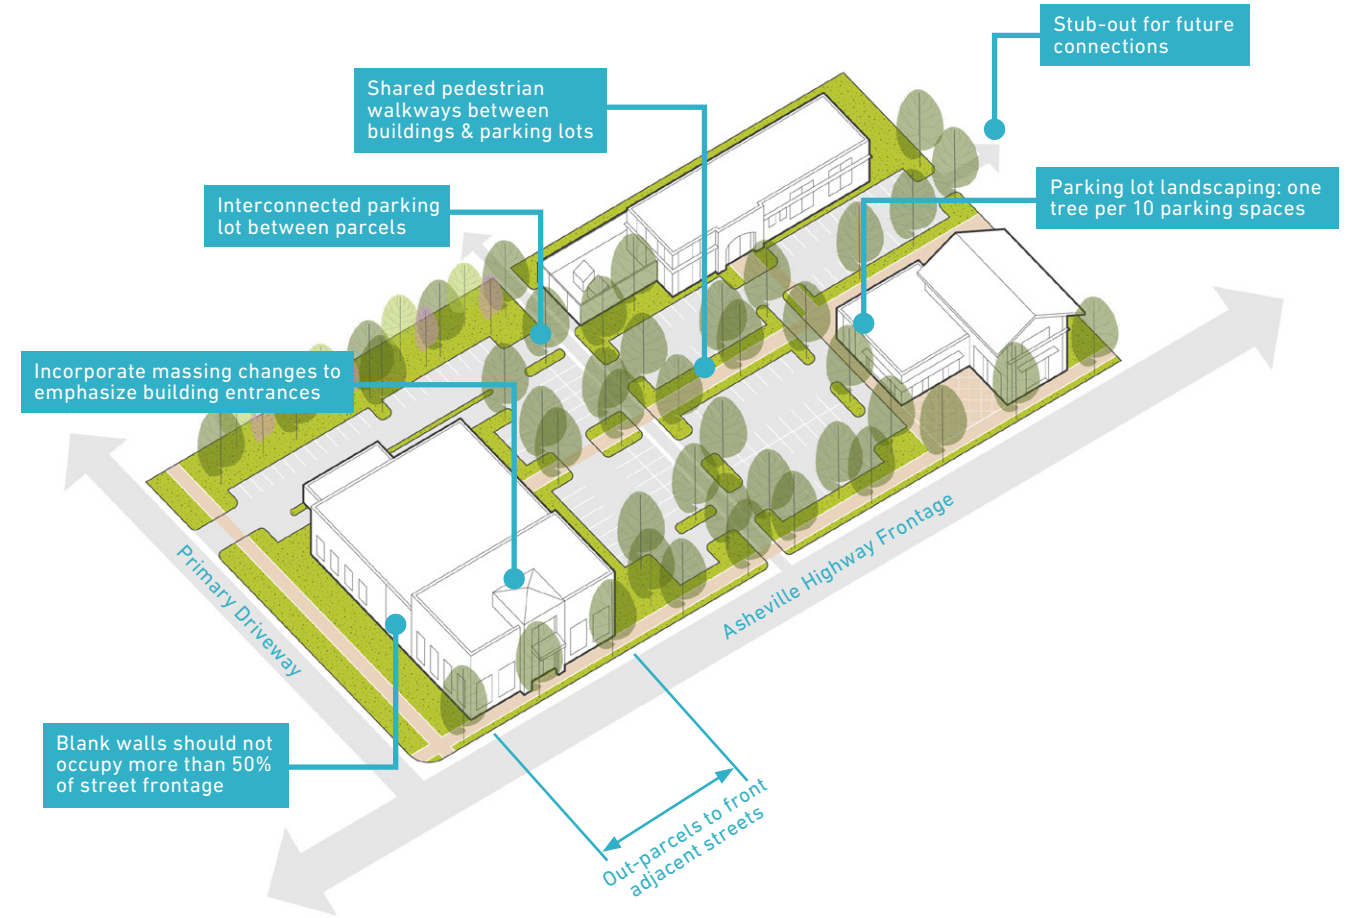 Stub-out for future
connections
Shared pedestrian
walkways between
buildings & parking lots
Parking lot landscaping: one
tree per 10 parking spaces
Interconnected parking
lot between parcels
Incorporate massing changes to
emphasize building entrances
Primary Driveway
Asheville Highway Frontage
Blank walls should not
occupy more than 50%
of street frontage
Out-parcels to front
adjacent streets